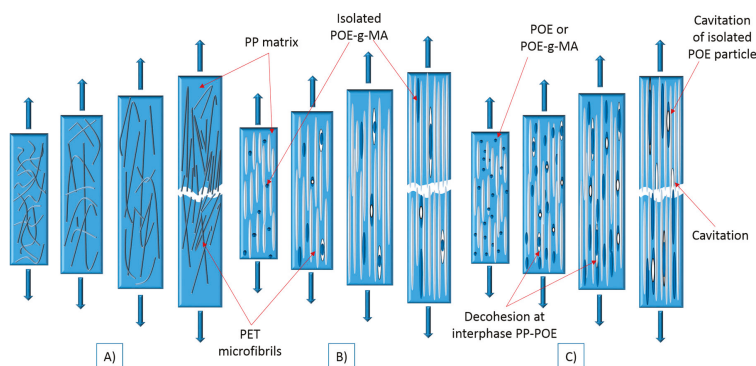 PP matrix
Isolated
POE-g-MA
POE or
POE-g-MA
Cavitation
of isolated
POE particle
PET
microfibrils
Decohesion at
interphase PP-POE
Cavitation
A)
B)
C)